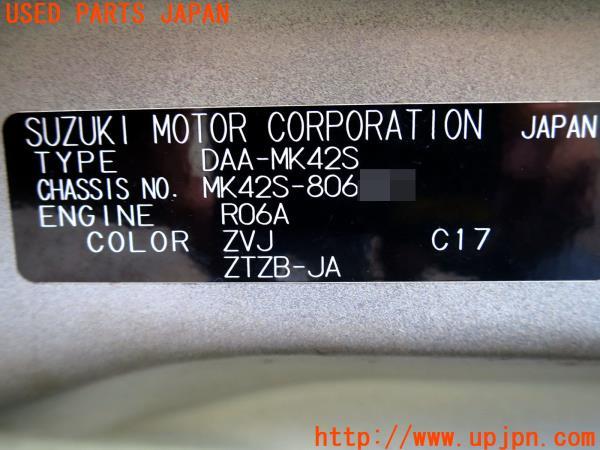 USED PARTS JAPAN
SUZUKI MOTOR CORPORATION JAPAN
TYPE DAA-MK42S
CHASSIS NO. MK42S-806
ENGINE R06A
COLOR ZVJ C17
ZTZB-JA
http://www.upjpn.com/